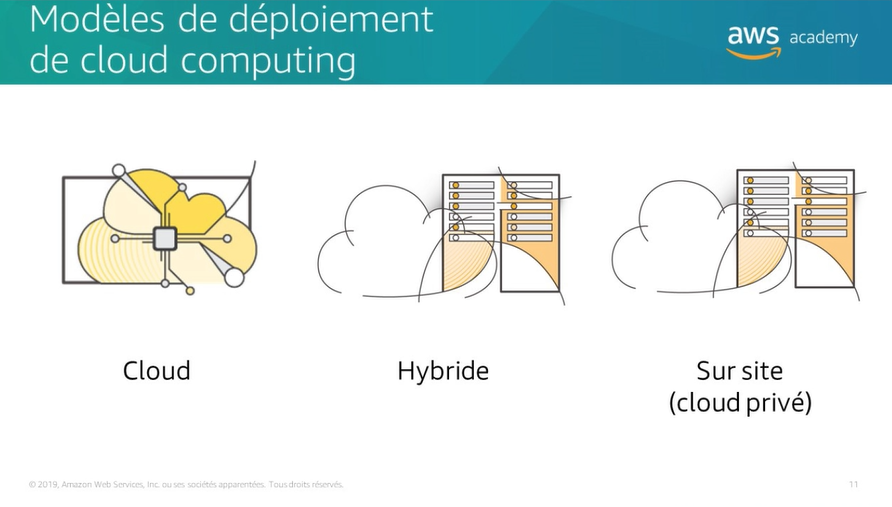 Modèles de déploiement
de cloud computing
aws academy
Cloud
Hybride
Sur site
(cloud privé)
© 2019, Amazon Web Services, Inc. ou ses sociétés apparentées. Tous droits réservés.
11